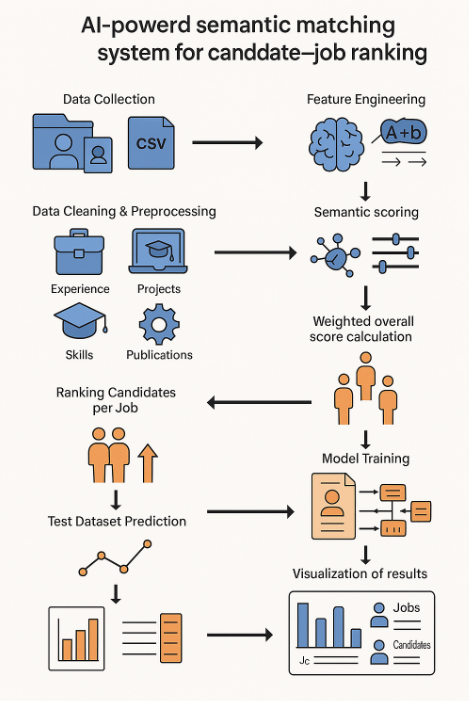 AI-powerd semantic matching
system for canddate–job ranking
Data Collection
CSV
Feature Engineering
A+b
Data Cleaning & Preprocessing
Experience
Projects
Skills
Publications
Semantic scoring
Weighted overall
score calculation
Ranking Candidates
per Job
Model Training
Test Dataset Prediction
Visualization of results
Jobs
Candidates
Jc